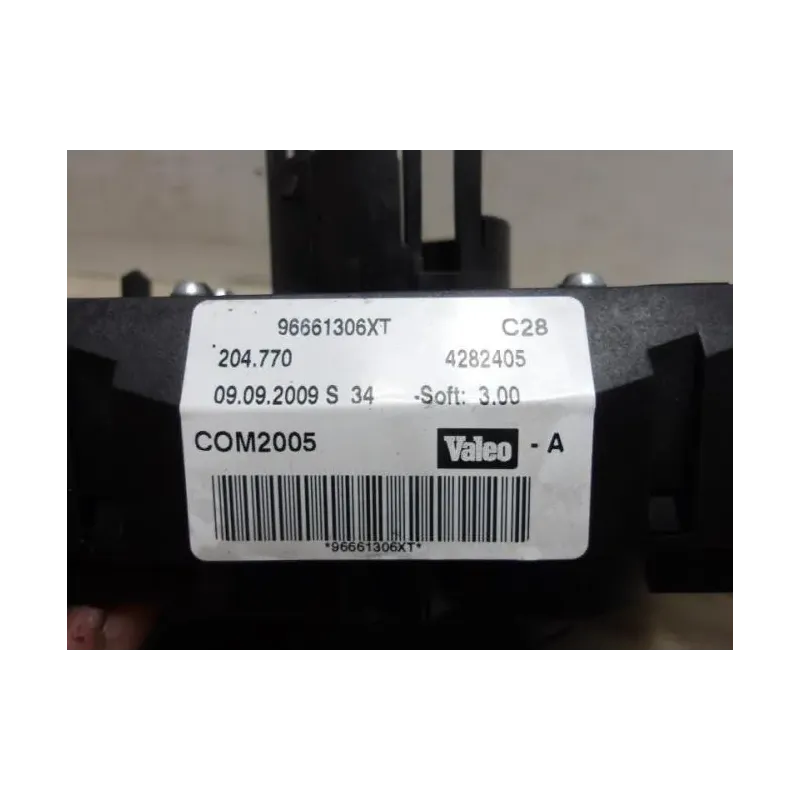 96661306XT C28
204.770 4282405
09.09.2009 S 34 -Soft: 3.00
COM2005 Valeo - A
*96661306XT*